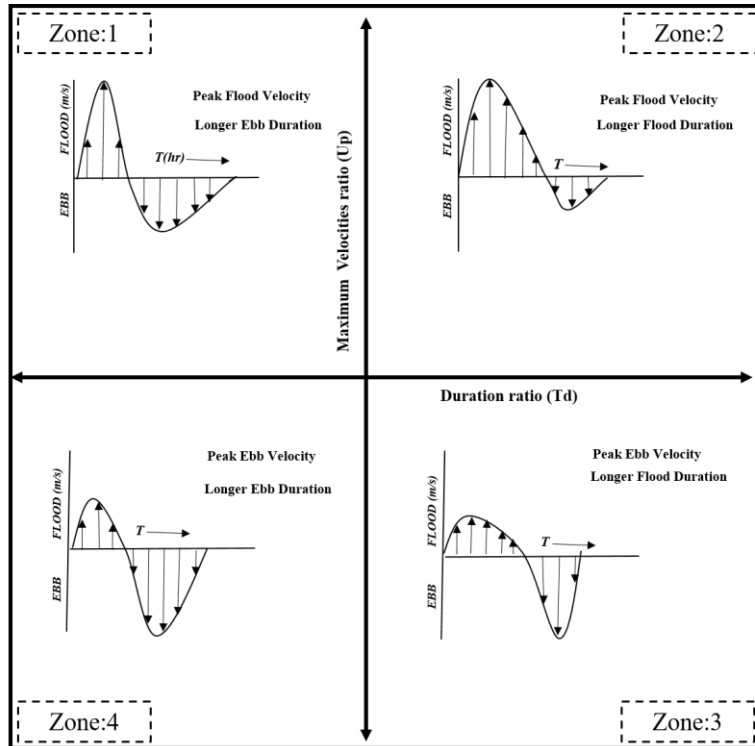 Zone:1
Zone:2
FLOOD (m/s)
EBB
Peak Flood Velocity
Longer Ebb Duration
T(hr)
FLOOD (m/s)
EBB
Peak Flood Velocity
Longer Flood Duration
T
Maximum Velocities ratio (Up)
Duration ratio (Td)
FLOOD (m/s)
EBB
Peak Ebb Velocity
Longer Ebb Duration
T
FLOOD (m/s)
EBB
Peak Ebb Velocity
Longer Flood Duration
T
Zone:4
Zone:3